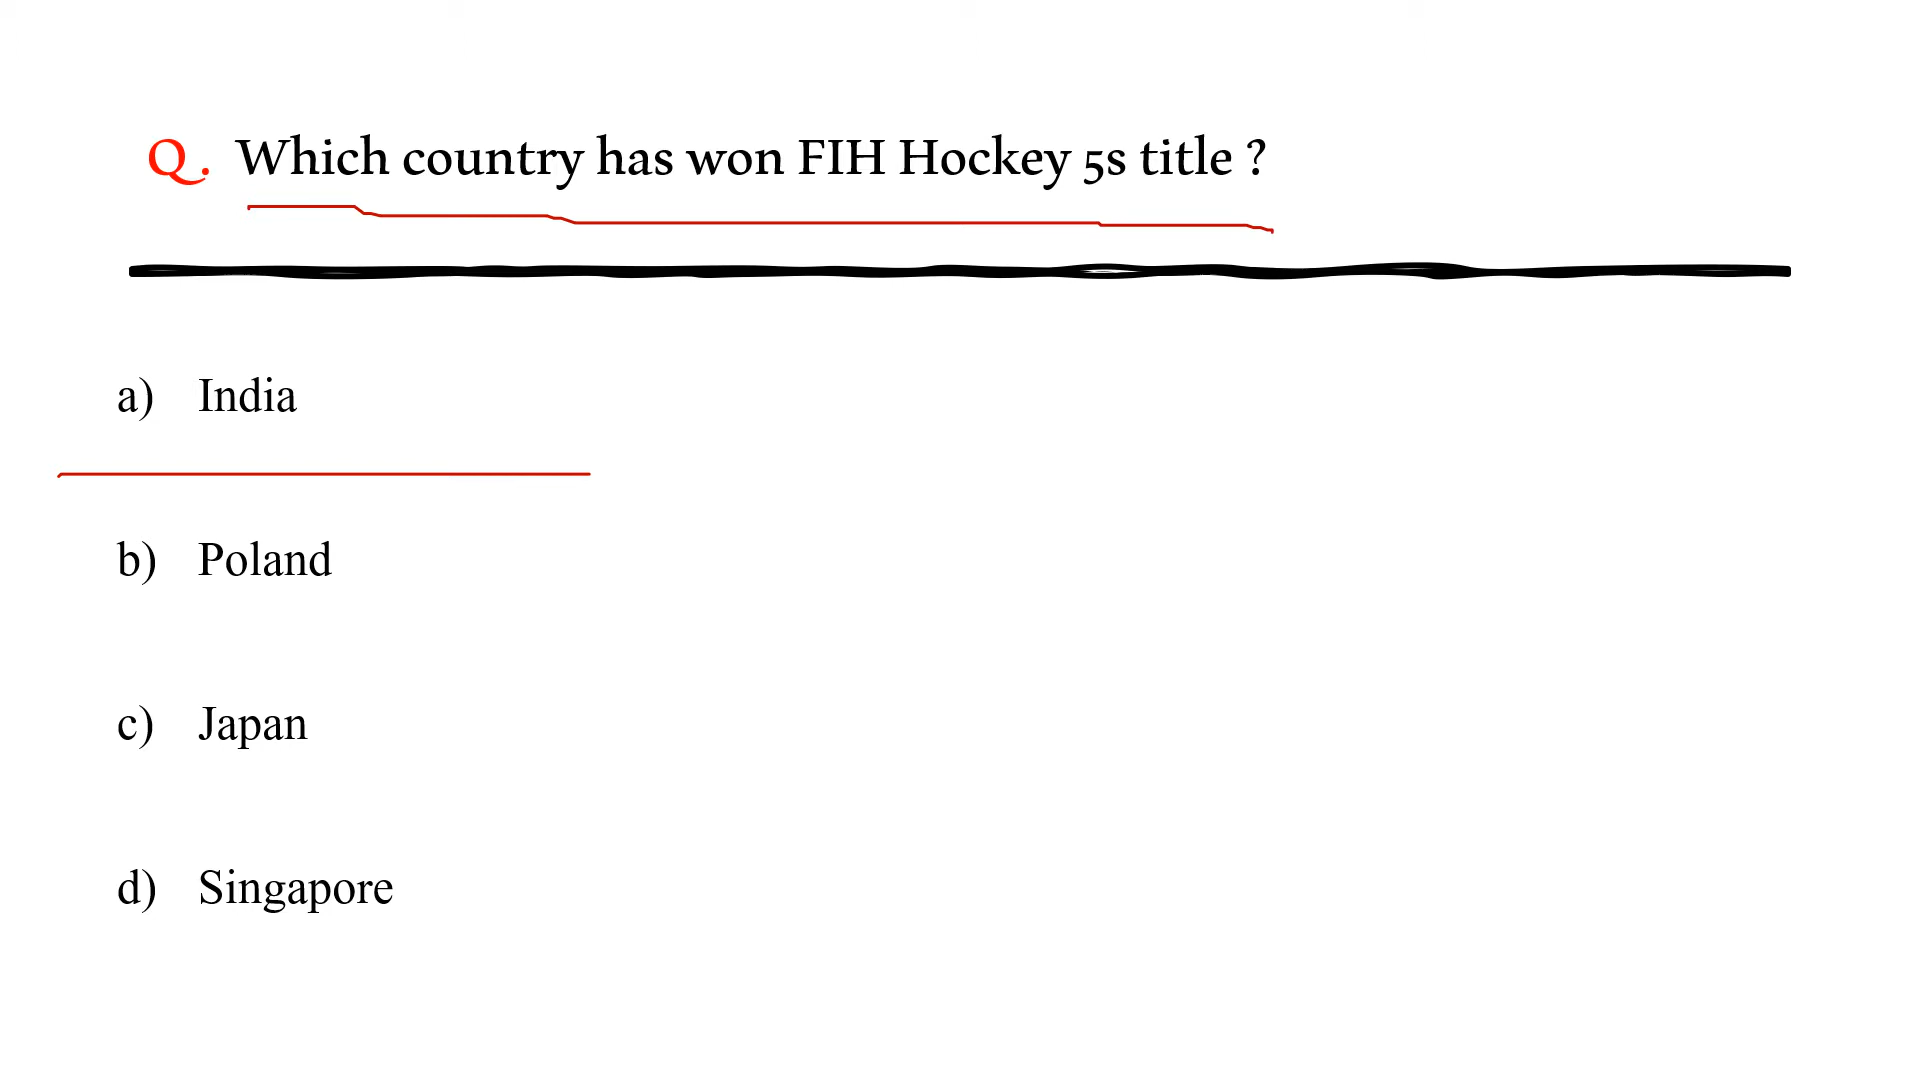 Q. Which country has won FIH Hockey 5s title ?
a) India
b) Poland
c) Japan
d) Singapore